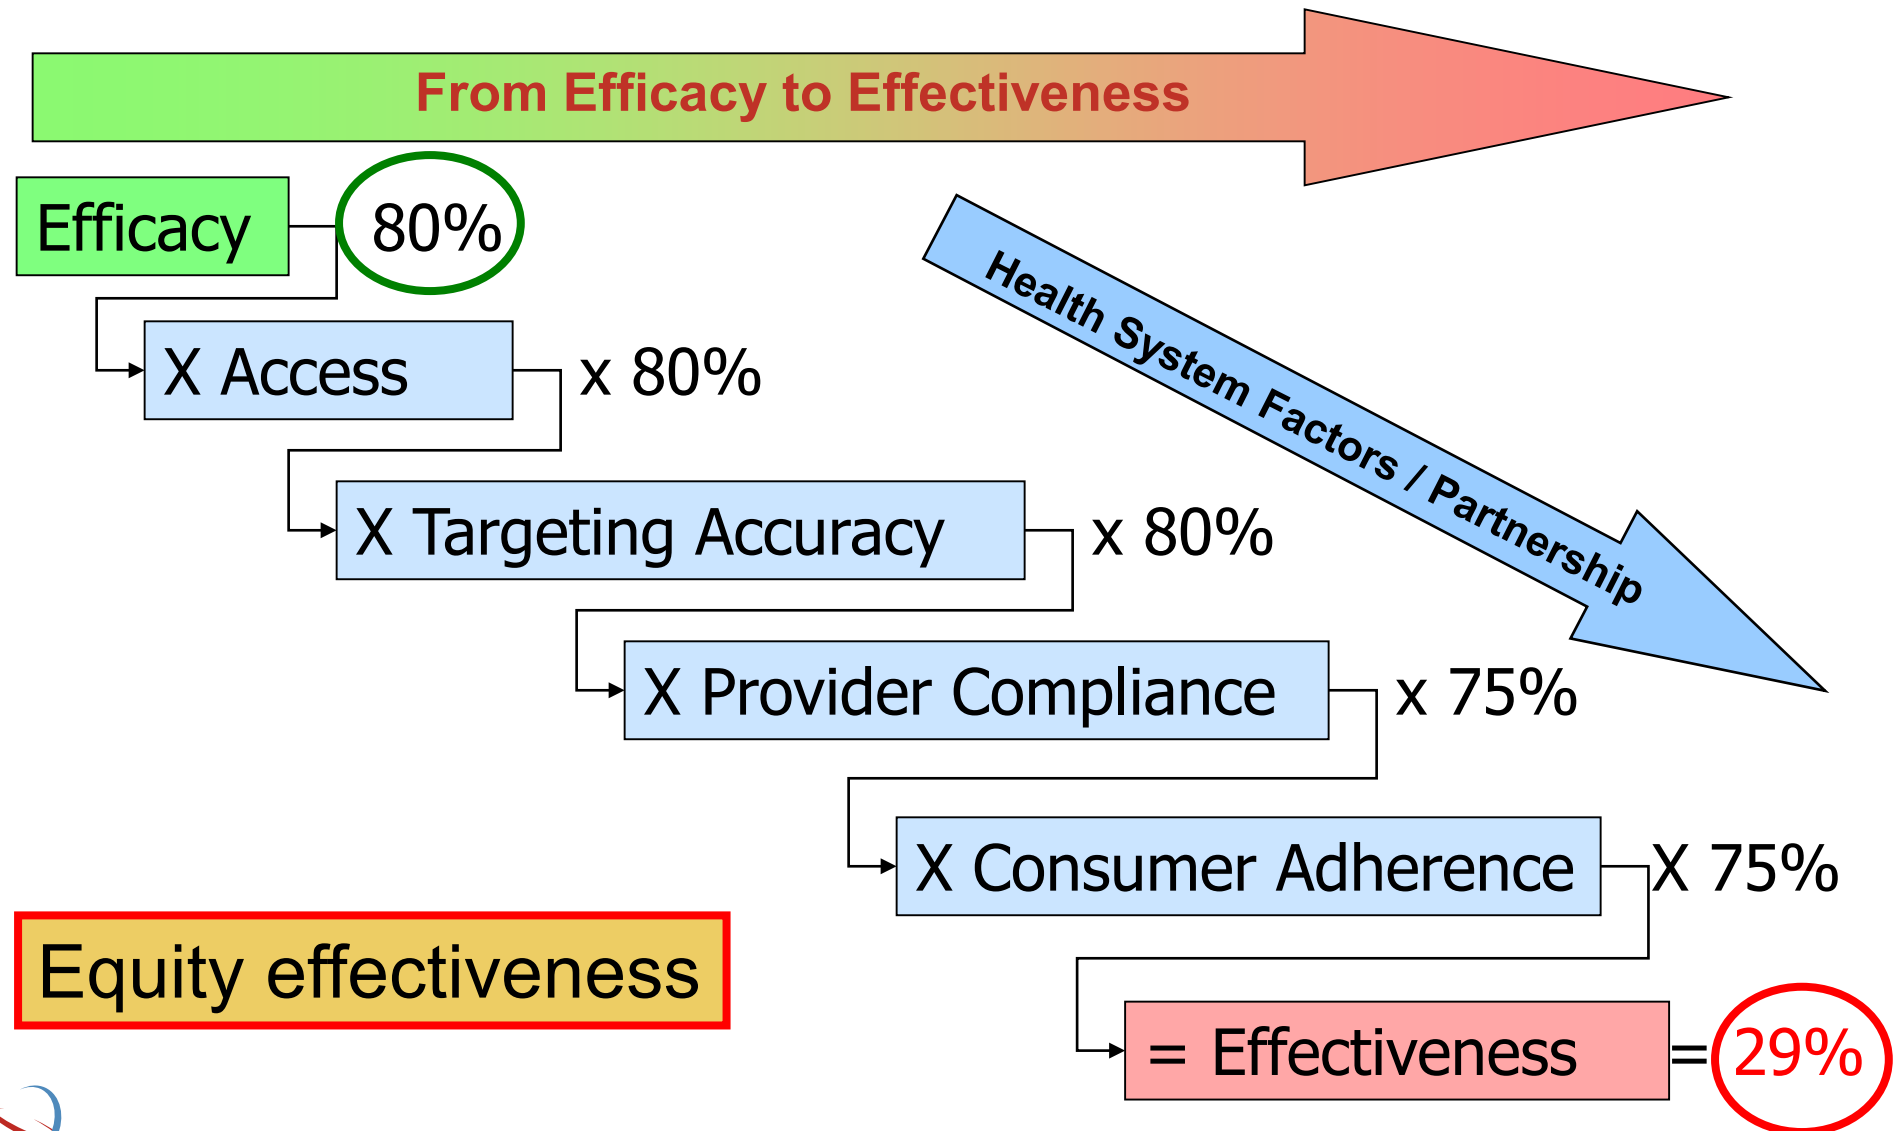 From Efficacy to Effectiveness
Efficacy 80%
X Access x 80%
Health System Factors / Partnership
X Targeting Accuracy x 80%
X Provider Compliance x 75%
X Consumer Adherence X 75%
Equity effectiveness
= Effectiveness = 29%